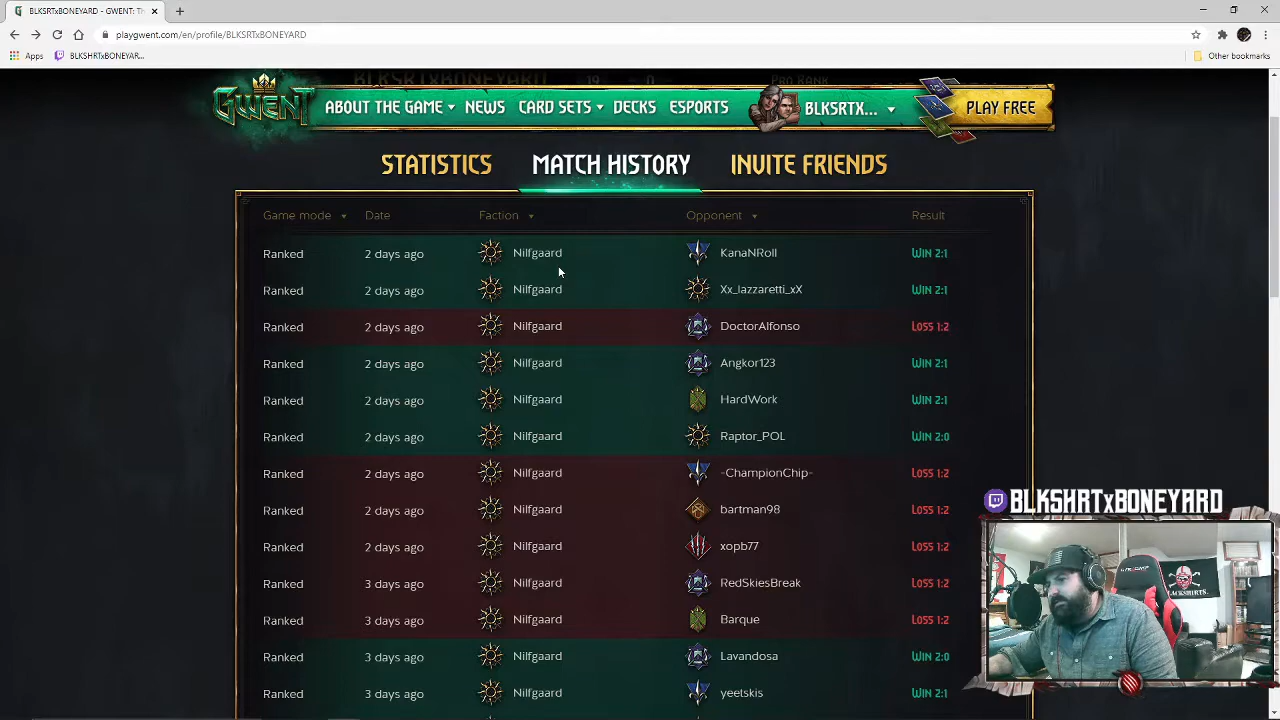 BLKSRTxBONEYARD - GWENT: Th
playgwent.com/en/profile/BLKSRTxBONEYARD
Apps BLKSHRTxBONEYAR... Other bookmarks
BLKSRTxBONEYARD 19 0 PRO RANK
GWENT ABOUT THE GAME NEWS CARD SETS DECKS ESPORTS BLKSRTX... PLAY FREE
STATISTICS MATCH HISTORY INVITE FRIENDS
Game mode Date Faction Opponent Result
Ranked 2 days ago Nilfgaard KanaNRoll WIN 2:1
Ranked 2 days ago Nilfgaard Xx_lazzaretti_xX WIN 2:1
Ranked 2 days ago Nilfgaard DoctorAlfonso LOSS 1:2
Ranked 2 days ago Nilfgaard Angkor123 WIN 2:1
Ranked 2 days ago Nilfgaard HardWork WIN 2:1
Ranked 2 days ago Nilfgaard Raptor_POL WIN 2:0
Ranked 2 days ago Nilfgaard -ChampionChip- LOSS 1:2
Ranked 2 days ago Nilfgaard bartman98 LOSS 1:2
Ranked 2 days ago Nilfgaard xopb77 LOSS 1:2
Ranked 3 days ago Nilfgaard RedSkiesBreak LOSS 1:2
Ranked 3 days ago Nilfgaard Barque LOSS 1:2
Ranked 3 days ago Nilfgaard Lavandosa WIN 2:0
Ranked 3 days ago Nilfgaard yeetskis WIN 2:1
BLKSHRTxBONEYARD